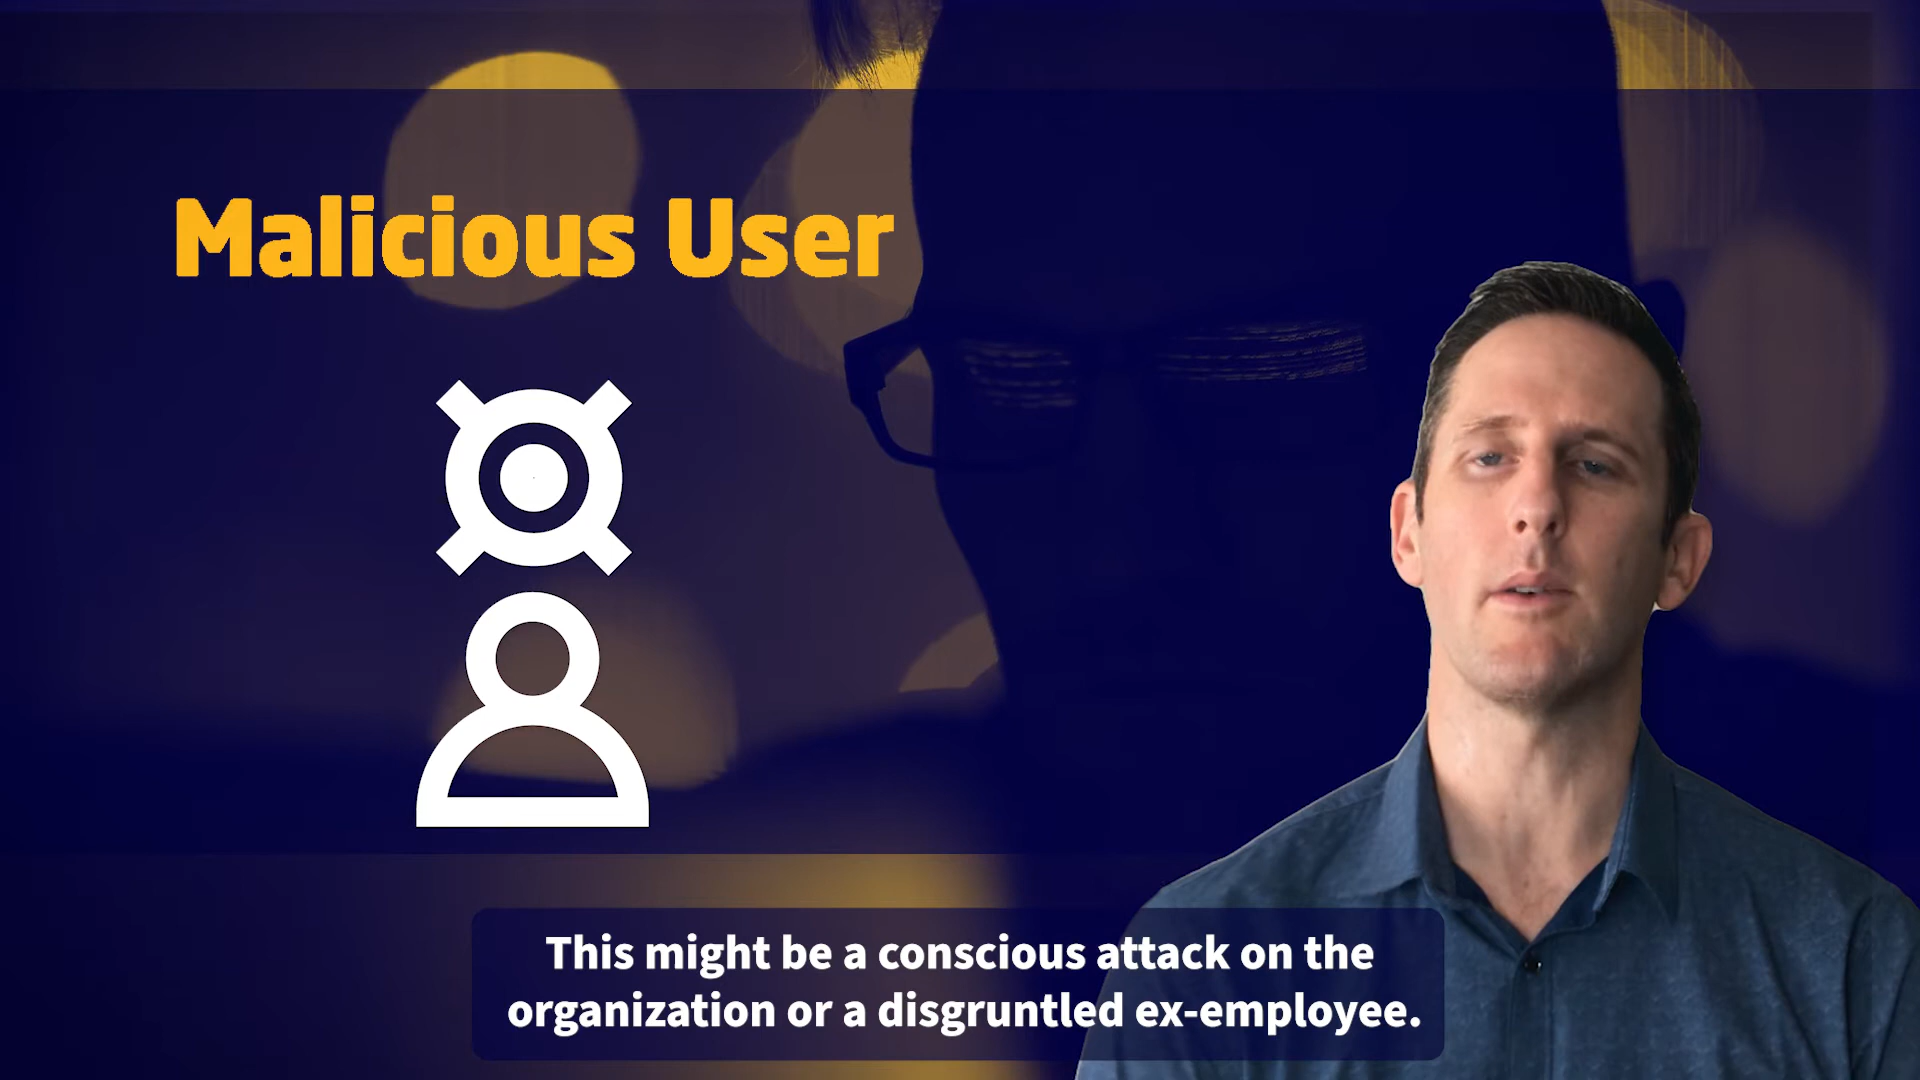 Malicious User
This might be a conscious attack on the
organization or a disgruntled ex-employee.